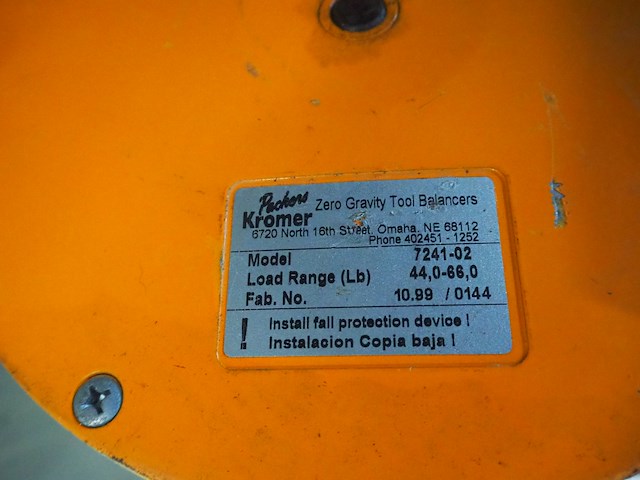 Packers
Kromer Zero Gravity Tool Balancers
6720 North 16th Street, Omaha, NE 68112
Phone 402451 - 1252
Model 7241-02
Load Range (Lb) 44,0-66,0
Fab. No. 10.99 / 0144
! Install fall protection device !
Instalacion Copia baja !